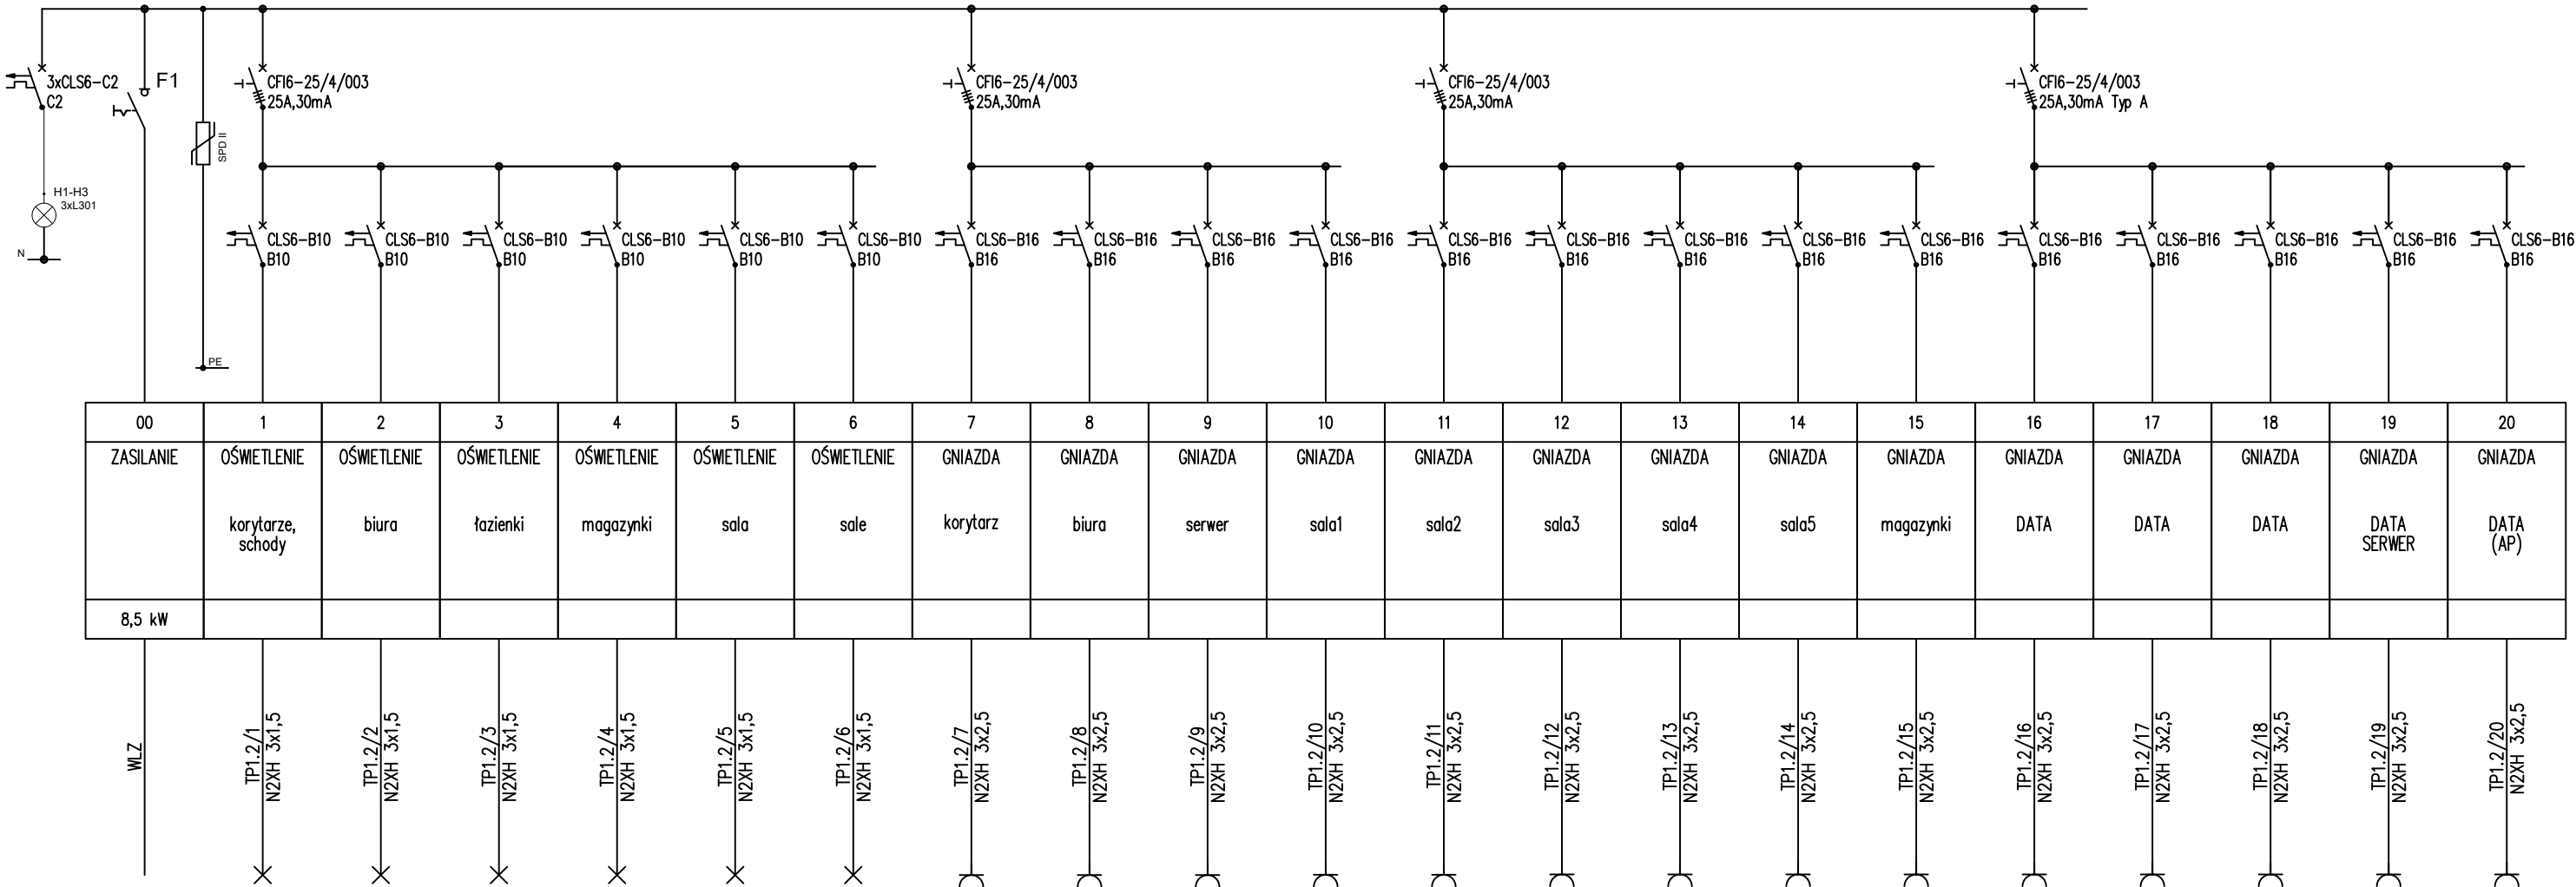 3xCLS6-C2
C2
F1
SPD II
H1-H3
3xL301
N
PE
CFI6-25/4/003
25A,30mA
CFI6-25/4/003
25A,30mA
CFI6-25/4/003
25A,30mA
CFI6-25/4/003
25A,30mA Typ A
CLS6-B10
B10
CLS6-B10
B10
CLS6-B10
B10
CLS6-B10
B10
CLS6-B10
B10
CLS6-B10
B10
CLS6-B16
B16
CLS6-B16
B16
CLS6-B16
B16
CLS6-B16
B16
CLS6-B16
B16
CLS6-B16
B16
CLS6-B16
B16
CLS6-B16
B16
CLS6-B16
B16
CLS6-B16
B16
CLS6-B16
B16
CLS6-B16
B16
CLS6-B16
B16
CLS6-B16
B16
00
ZASILANIE
8,5 kW
WLZ
1
OŚWIETLENIE
korytarze,
schody
TP1.2/1
N2XH 3x1,5
2
OŚWIETLENIE
biura
TP1.2/2
N2XH 3x1,5
3
OŚWIETLENIE
łazienki
TP1.2/3
N2XH 3x1,5
4
OŚWIETLENIE
magazynki
TP1.2/4
N2XH 3x1,5
5
OŚWIETLENIE
sala
TP1.2/5
N2XH 3x1,5
6
OŚWIETLENIE
sale
TP1.2/6
N2XH 3x1,5
7
GNIAZDA
korytarz
TP1.2/7
N2XH 3x2,5
8
GNIAZDA
biura
TP1.2/8
N2XH 3x2,5
9
GNIAZDA
serwer
TP1.2/9
N2XH 3x2,5
10
GNIAZDA
sala1
TP1.2/10
N2XH 3x2,5
11
GNIAZDA
sala2
TP1.2/11
N2XH 3x2,5
12
GNIAZDA
sala3
TP1.2/12
N2XH 3x2,5
13
GNIAZDA
sala4
TP1.2/13
N2XH 3x2,5
14
GNIAZDA
sala5
TP1.2/14
N2XH 3x2,5
15
GNIAZDA
magazynki
TP1.2/15
N2XH 3x2,5
16
GNIAZDA
DATA
TP1.2/16
N2XH 3x2,5
17
GNIAZDA
DATA
TP1.2/17
N2XH 3x2,5
18
GNIAZDA
DATA
TP1.2/18
N2XH 3x2,5
19
GNIAZDA
DATA
SERWER
TP1.2/19
N2XH 3x2,5
20
GNIAZDA
DATA
(AP)
TP1.2/20
N2XH 3x2,5